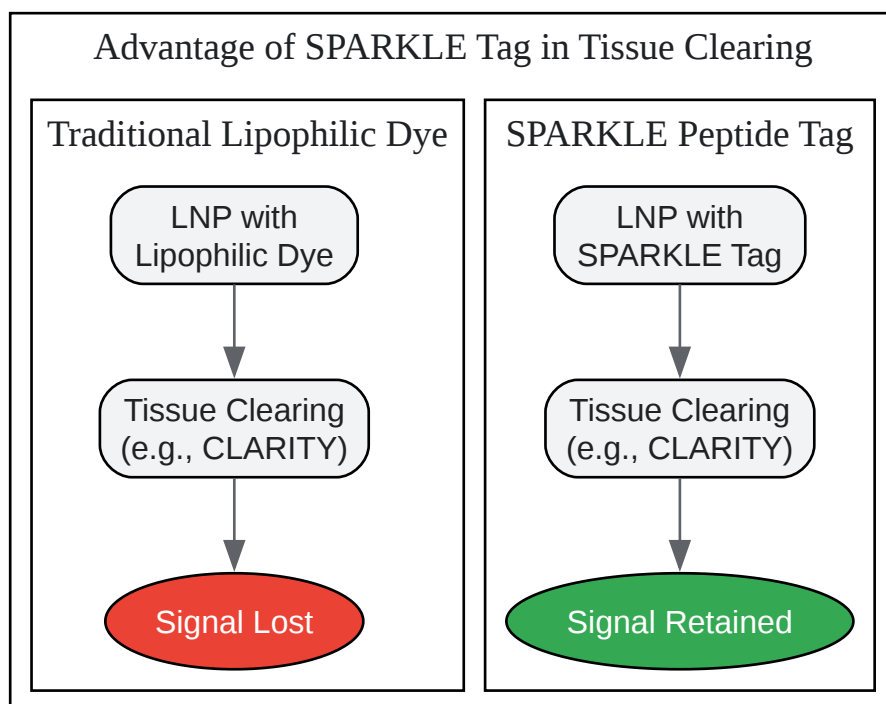 Advantage of SPARKLE Tag in Tissue Clearing
Traditional Lipophilic Dye
LNP with
Lipophilic Dye
Tissue Clearing
(e.g., CLARITY)
Signal Lost
SPARKLE Peptide Tag
LNP with
SPARKLE Tag
Tissue Clearing
(e.g., CLARITY)
Signal Retained